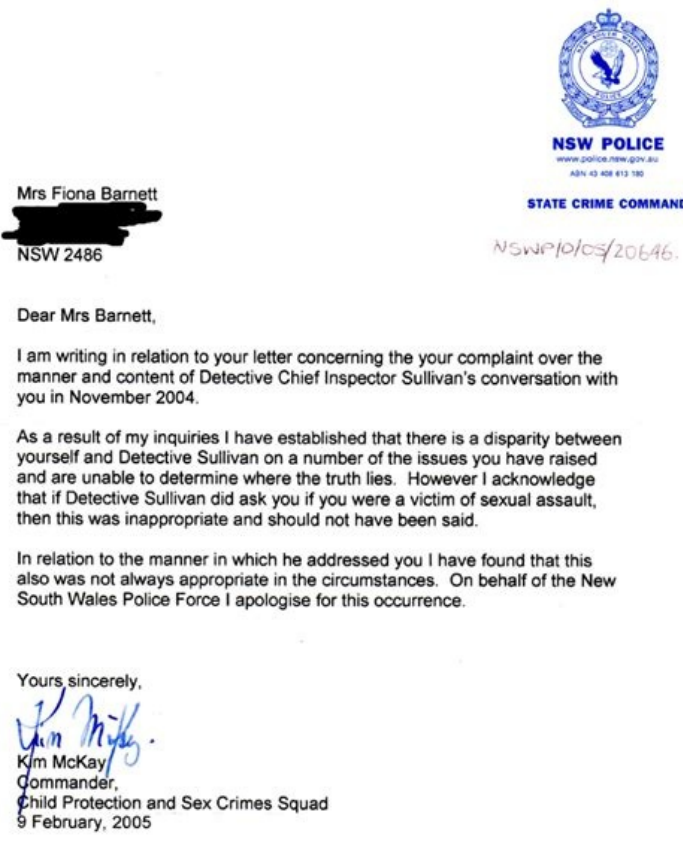 NEW SOUTH WALES
POLICE
NSW POLICE
www.police.nsw.gov.au
ABN 43 408 613 180
STATE CRIME COMMAND
NSWP/O/05/20646.
Mrs Fiona Barnett
NSW 2486
Dear Mrs Barnett,
I am writing in relation to your letter concerning the your complaint over the
manner and content of Detective Chief Inspector Sullivan's conversation with
you in November 2004.
As a result of my inquiries I have established that there is a disparity between
yourself and Detective Sullivan on a number of the issues you have raised
and are unable to determine where the truth lies. However I acknowledge
that if Detective Sullivan did ask you if you were a victim of sexual assault,
then this was inappropriate and should not have been said.
In relation to the manner in which he addressed you I have found that this
also was not always appropriate in the circumstances. On behalf of the New
South Wales Police Force I apologise for this occurrence.
Yours sincerely,
Kim McKay
Kim McKay
Commander,
Child Protection and Sex Crimes Squad
9 February, 2005